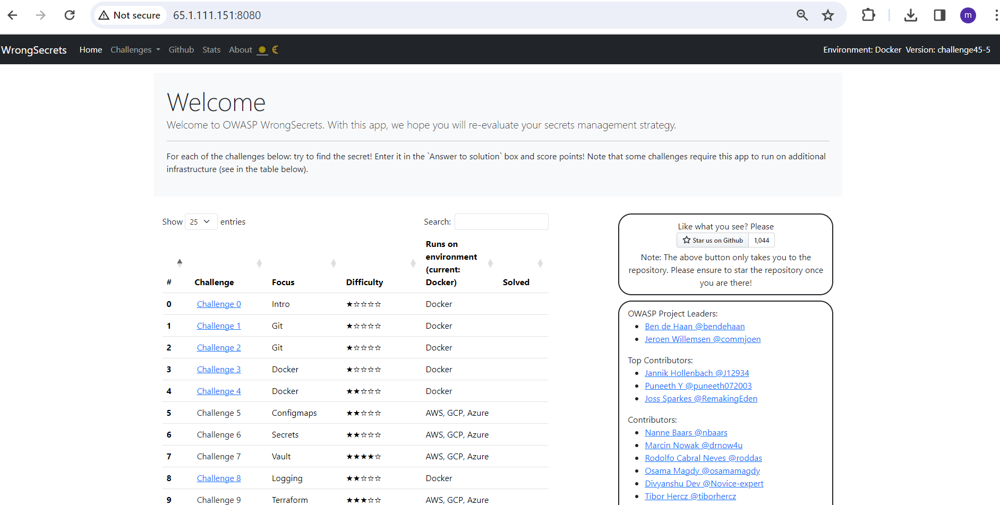 Not secure 65.1.111.151:8080 m
WrongSecrets Home Challenges Github Stats About Environment: Docker Version: challenge45-5
Welcome
Welcome to OWASP WrongSecrets. With this app, we hope you will re-evaluate your secrets management strategy.
For each of the challenges below: try to find the secret! Enter it in the `Answer to solution` box and score points! Note that some challenges require this app to run on additional
infrastructure (see in the table below).
Show 25 entries Search:
# Challenge Focus Difficulty
Runs on
environment
(current:
Docker)
Solved
0 Challenge 0 Intro ★☆☆☆☆ Docker
1 Challenge 1 Git ★☆☆☆☆ Docker
2 Challenge 2 Git ★☆☆☆☆ Docker
3 Challenge 3 Docker ★☆☆☆☆ Docker
4 Challenge 4 Docker ★★☆☆☆ Docker
5 Challenge 5 Configmaps ★★☆☆☆ AWS, GCP, Azure
6 Challenge 6 Secrets ★★☆☆☆ AWS, GCP, Azure
7 Challenge 7 Vault ★★★★☆ AWS, GCP, Azure
8 Challenge 8 Logging ★★☆☆☆ Docker
9 Challenge 9 Terraform ★★★☆☆ AWS, GCP, Azure
Like what you see? Please
Star us on Github 1,044
Note: The above button only takes you to the
repository. Please ensure to star the repository once
you are there!
OWASP Project Leaders:
• Ben de Haan @bendehaan
• Jeroen Willemsen @commjoen
Top Contributors:
• Jannik Hollenbach @J12934
• Puneeth Y @puneeth072003
• Joss Sparkes @RemakingEden
Contributors:
• Nanne Baars @nbaars
• Marcin Nowak @drnow4u
• Rodolfo Cabral Neves @roddas
• Osama Magdy @osamamagdy
• Divyanshu Dev @Novice-expert
• Tibor Hercz @tiborhercz